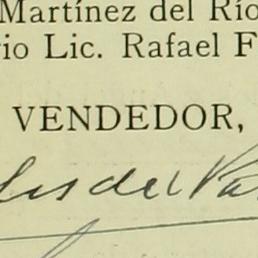 Martínez del Río
io Lic. Rafael F
VENDEDOR,